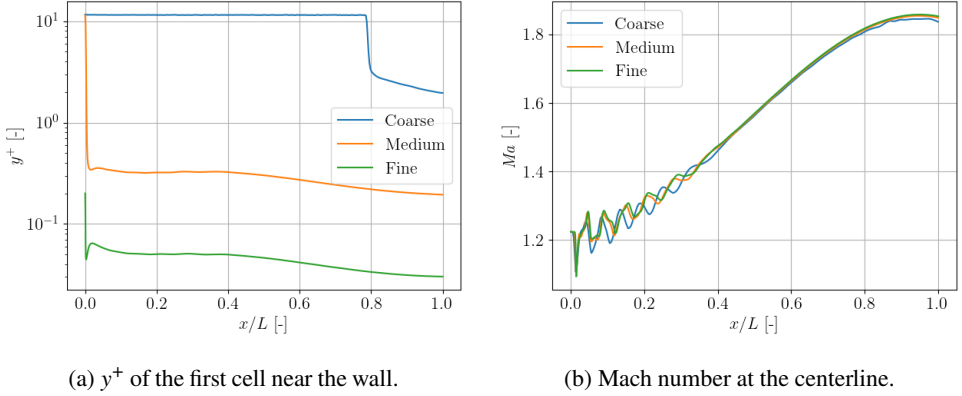 10¹
10⁰
10⁻¹
y⁺ [-]
Coarse
Medium
Fine
0.0 0.2 0.4 0.6 0.8 1.0
x/L [-]
(a) y⁺ of the first cell near the wall.
1.8
1.6
1.4
1.2
Ma [-]
Coarse
Medium
Fine
0.0 0.2 0.4 0.6 0.8 1.0
x/L [-]
(b) Mach number at the centerline.